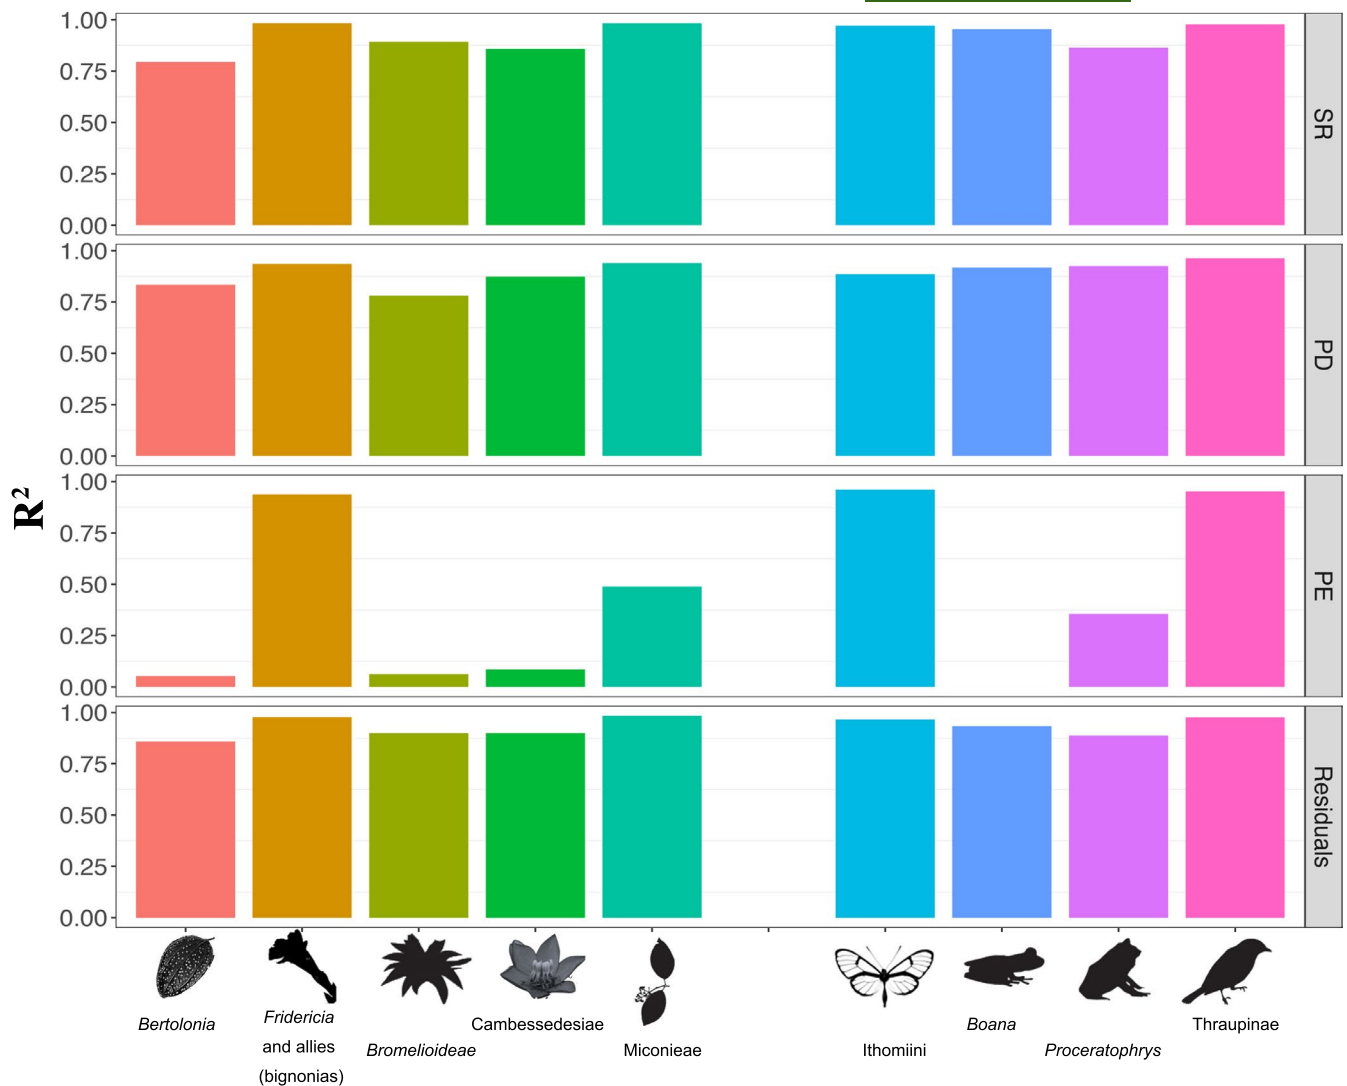 1.00
0.75
0.50
0.25
0.00
SR
1.00
0.75
0.50
0.25
0.00
PD
R²
1.00
0.75
0.50
0.25
0.00
PE
1.00
0.75
0.50
0.25
0.00
Residuals
Bertolonia
Fridericia
and allies
(bignonias)
Bromelioideae
Cambessedesiae
Miconieae
Ithomiini
Boana
Proceratophrys
Thraupinae